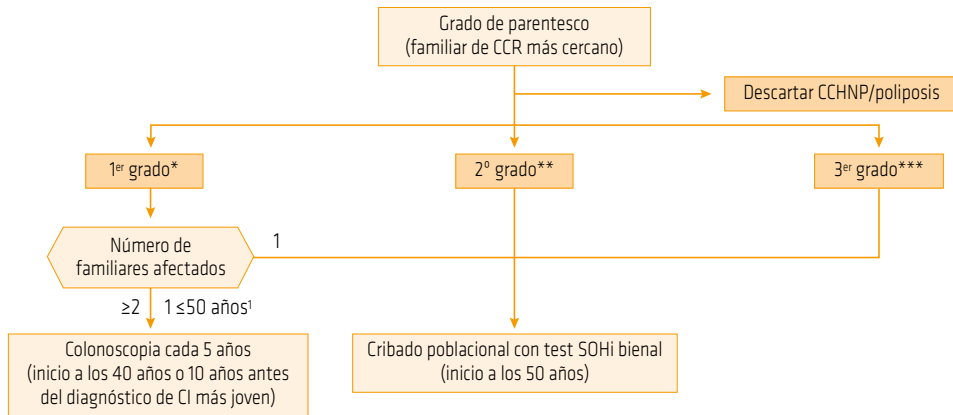 Grado de parentesco
(familiar de CCR más cercano)
Descartar CCHNP/poliposis
1er grado*
2º grado**
3er grado***
Número de
familiares afectados
1
≥2
1 ≤50 años¹
Colonoscopia cada 5 años
(inicio a los 40 años o 10 años antes
del diagnóstico de CI más joven)
Cribado poblacional con test SOHi bienal
(inicio a los 50 años)